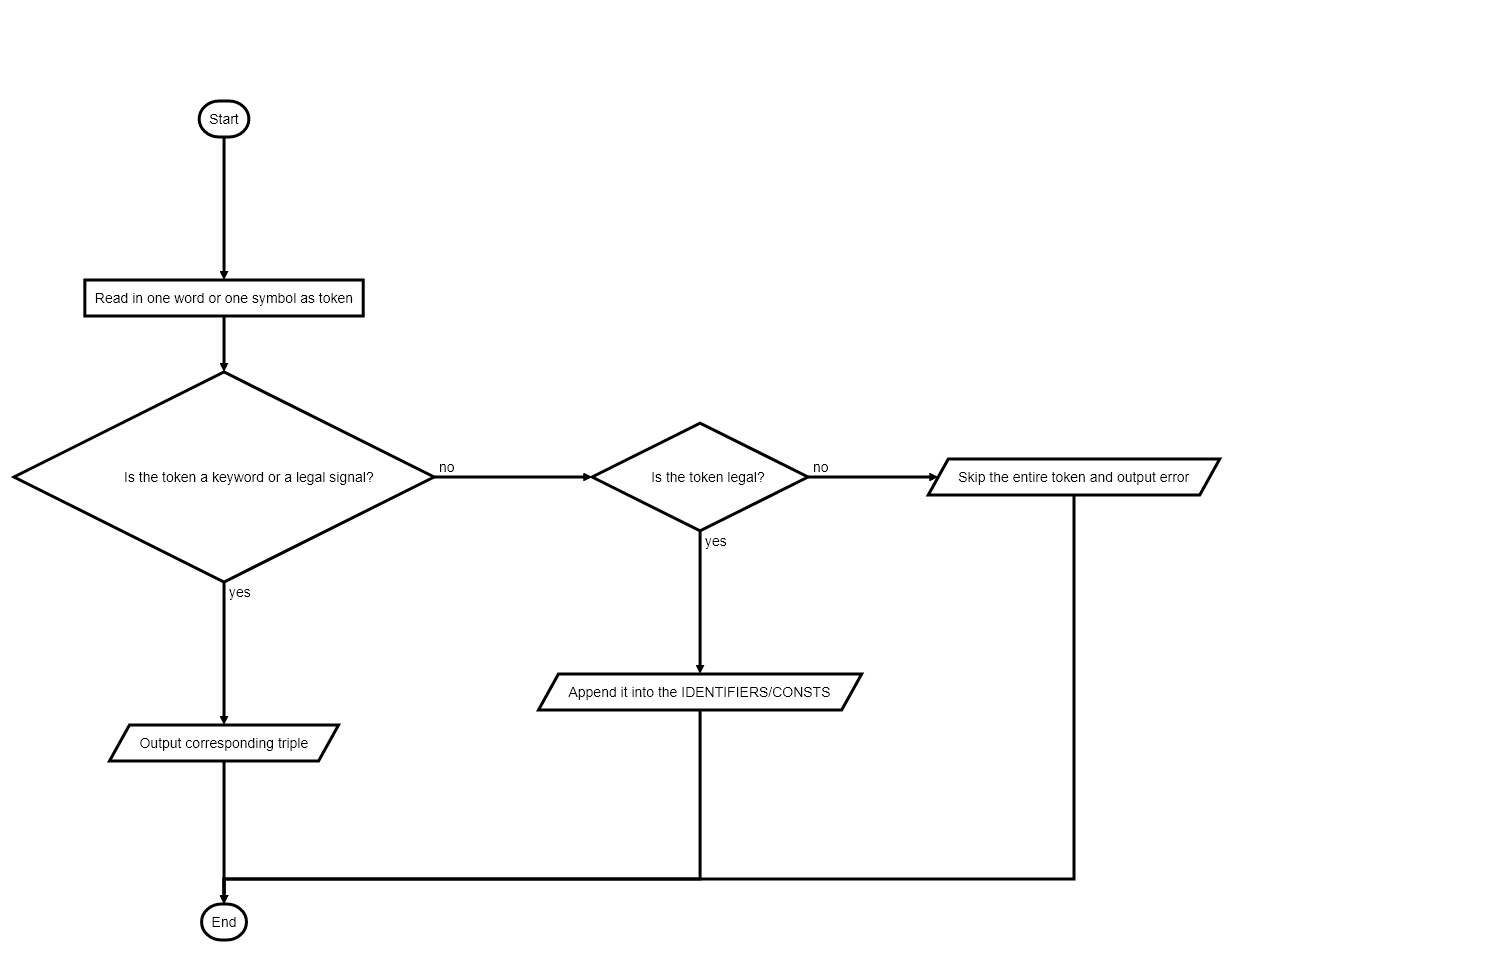 Start
Read in one word or one symbol as token
Is the token a keyword or a legal signal?
no
Is the token legal?
no
Skip the entire token and output error
yes
yes
Append it into the IDENTIFIERS/CONSTS
Output corresponding triple
End